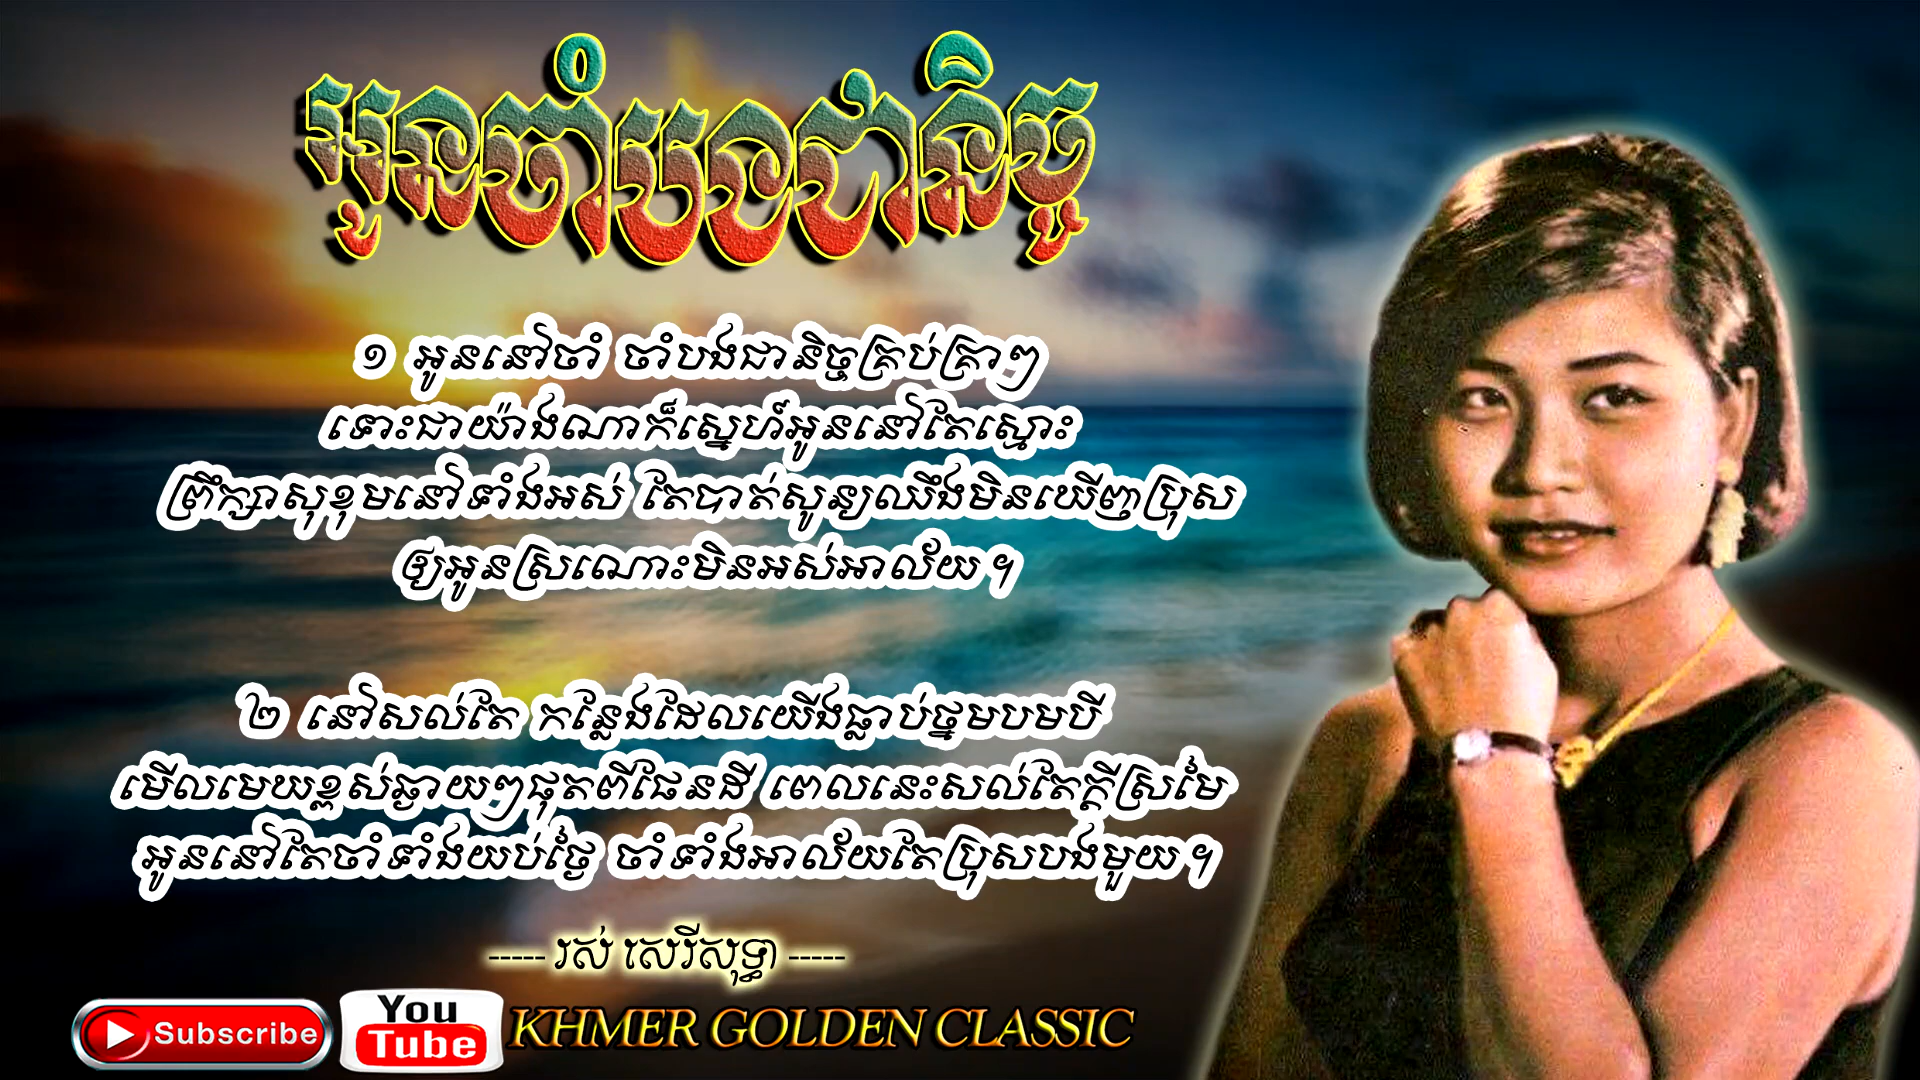 អូនចាំបងជានិច្ច
១ អូននៅចាំ ចាំបងជានិច្ចគ្រប់គ្រាៗ
ទោះជាយ៉ាងណាក៏ស្នេហ៍អូននៅតែស្មោះ
ព្រឹក្សាសុខុមនៅទាំងអស់ តែបាត់សូន្យឈឹងមិនឃើញប្រុស
ឲ្យអូនស្រណោះមិនអស់អាល័យ។
២ នៅសល់តែ កន្លែងដែលយើងធ្លាប់ថ្នមបមបី
មើលមេឃខ្ពស់ឆ្ងាយៗផុតពីផែនដី ពេលនេះសល់តែក្តីស្រមៃ
អូននៅតែចាំទាំងយប់ថ្ងៃ ចាំទាំងអាល័យតែប្រុសបងមួយ។
----- រស់ សេរីសុទ្ធា -----
Subscribe You Tube KHMER GOLDEN CLASSIC